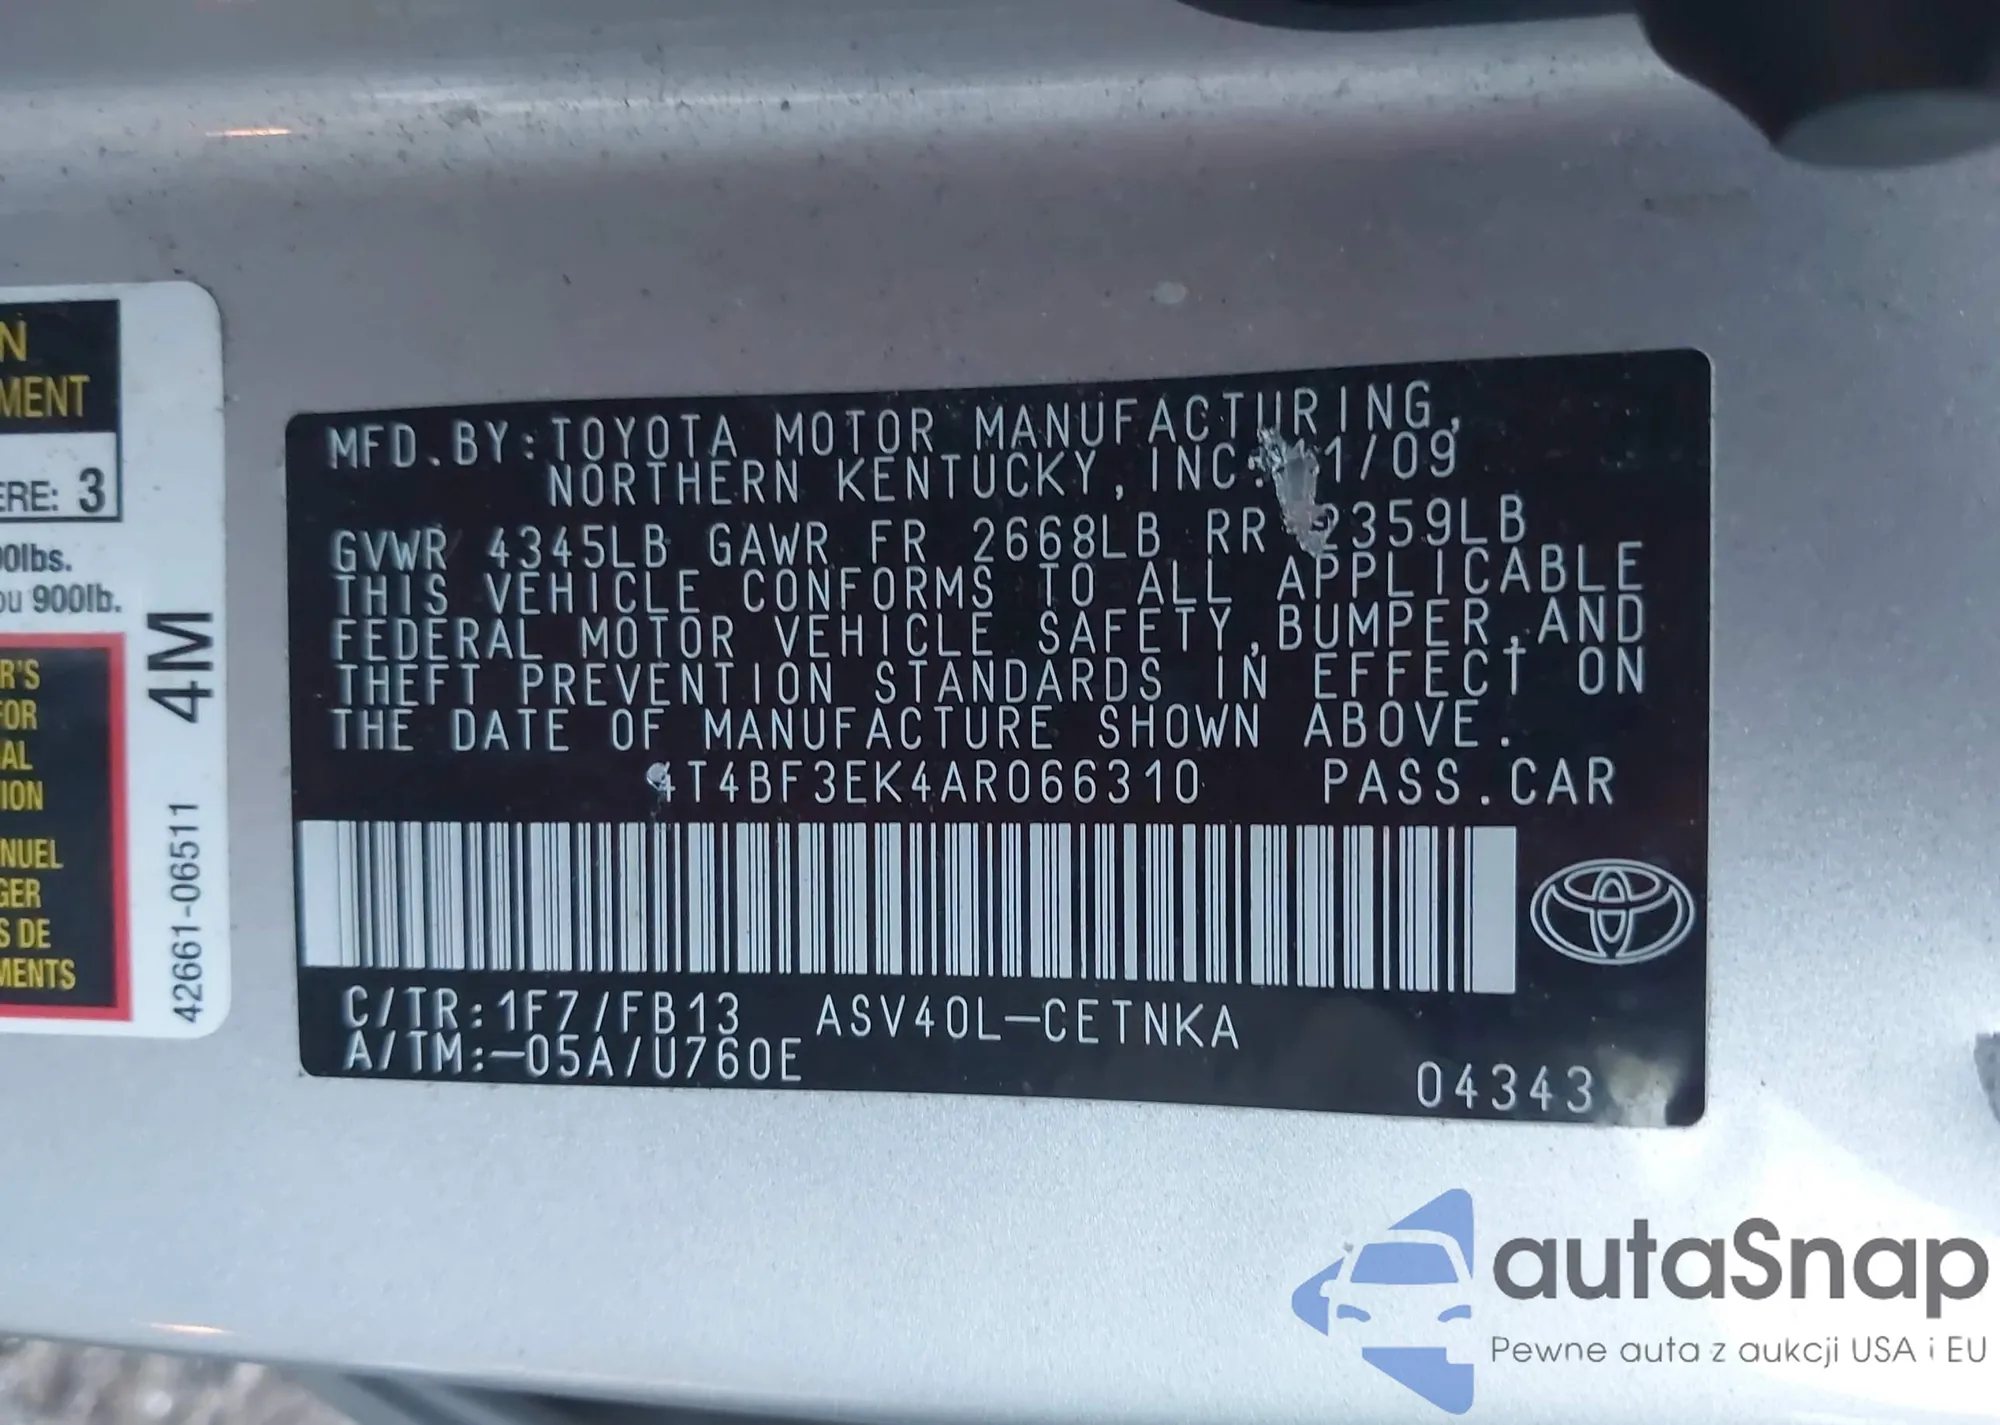 N
MENT
ERE: 3
00lbs.
ou 900lb.
R'S
FOR
AL
ION
NUEL
GER
S DE
MENTS
42661-06511 4M
MFD.BY:TOYOTA MOTOR MANUFACTURING,
NORTHERN KENTUCKY,INC. 11/09
GVWR 4345LB GAWR FR 2668LB RR 2359LB
THIS VEHICLE CONFORMS TO ALL APPLICABLE
FEDERAL MOTOR VEHICLE SAFETY,BUMPER,AND
THEFT PREVENTION STANDARDS IN EFFECT ON
THE DATE OF MANUFACTURE SHOWN ABOVE.
4T4BF3EK4AR066310 PASS.CAR
C/TR:1F7/FB13 ASV40L-CETNKA
A/TM:-05A/U760E
04343
autaSnap
Pewne auta z aukcji USA i EU